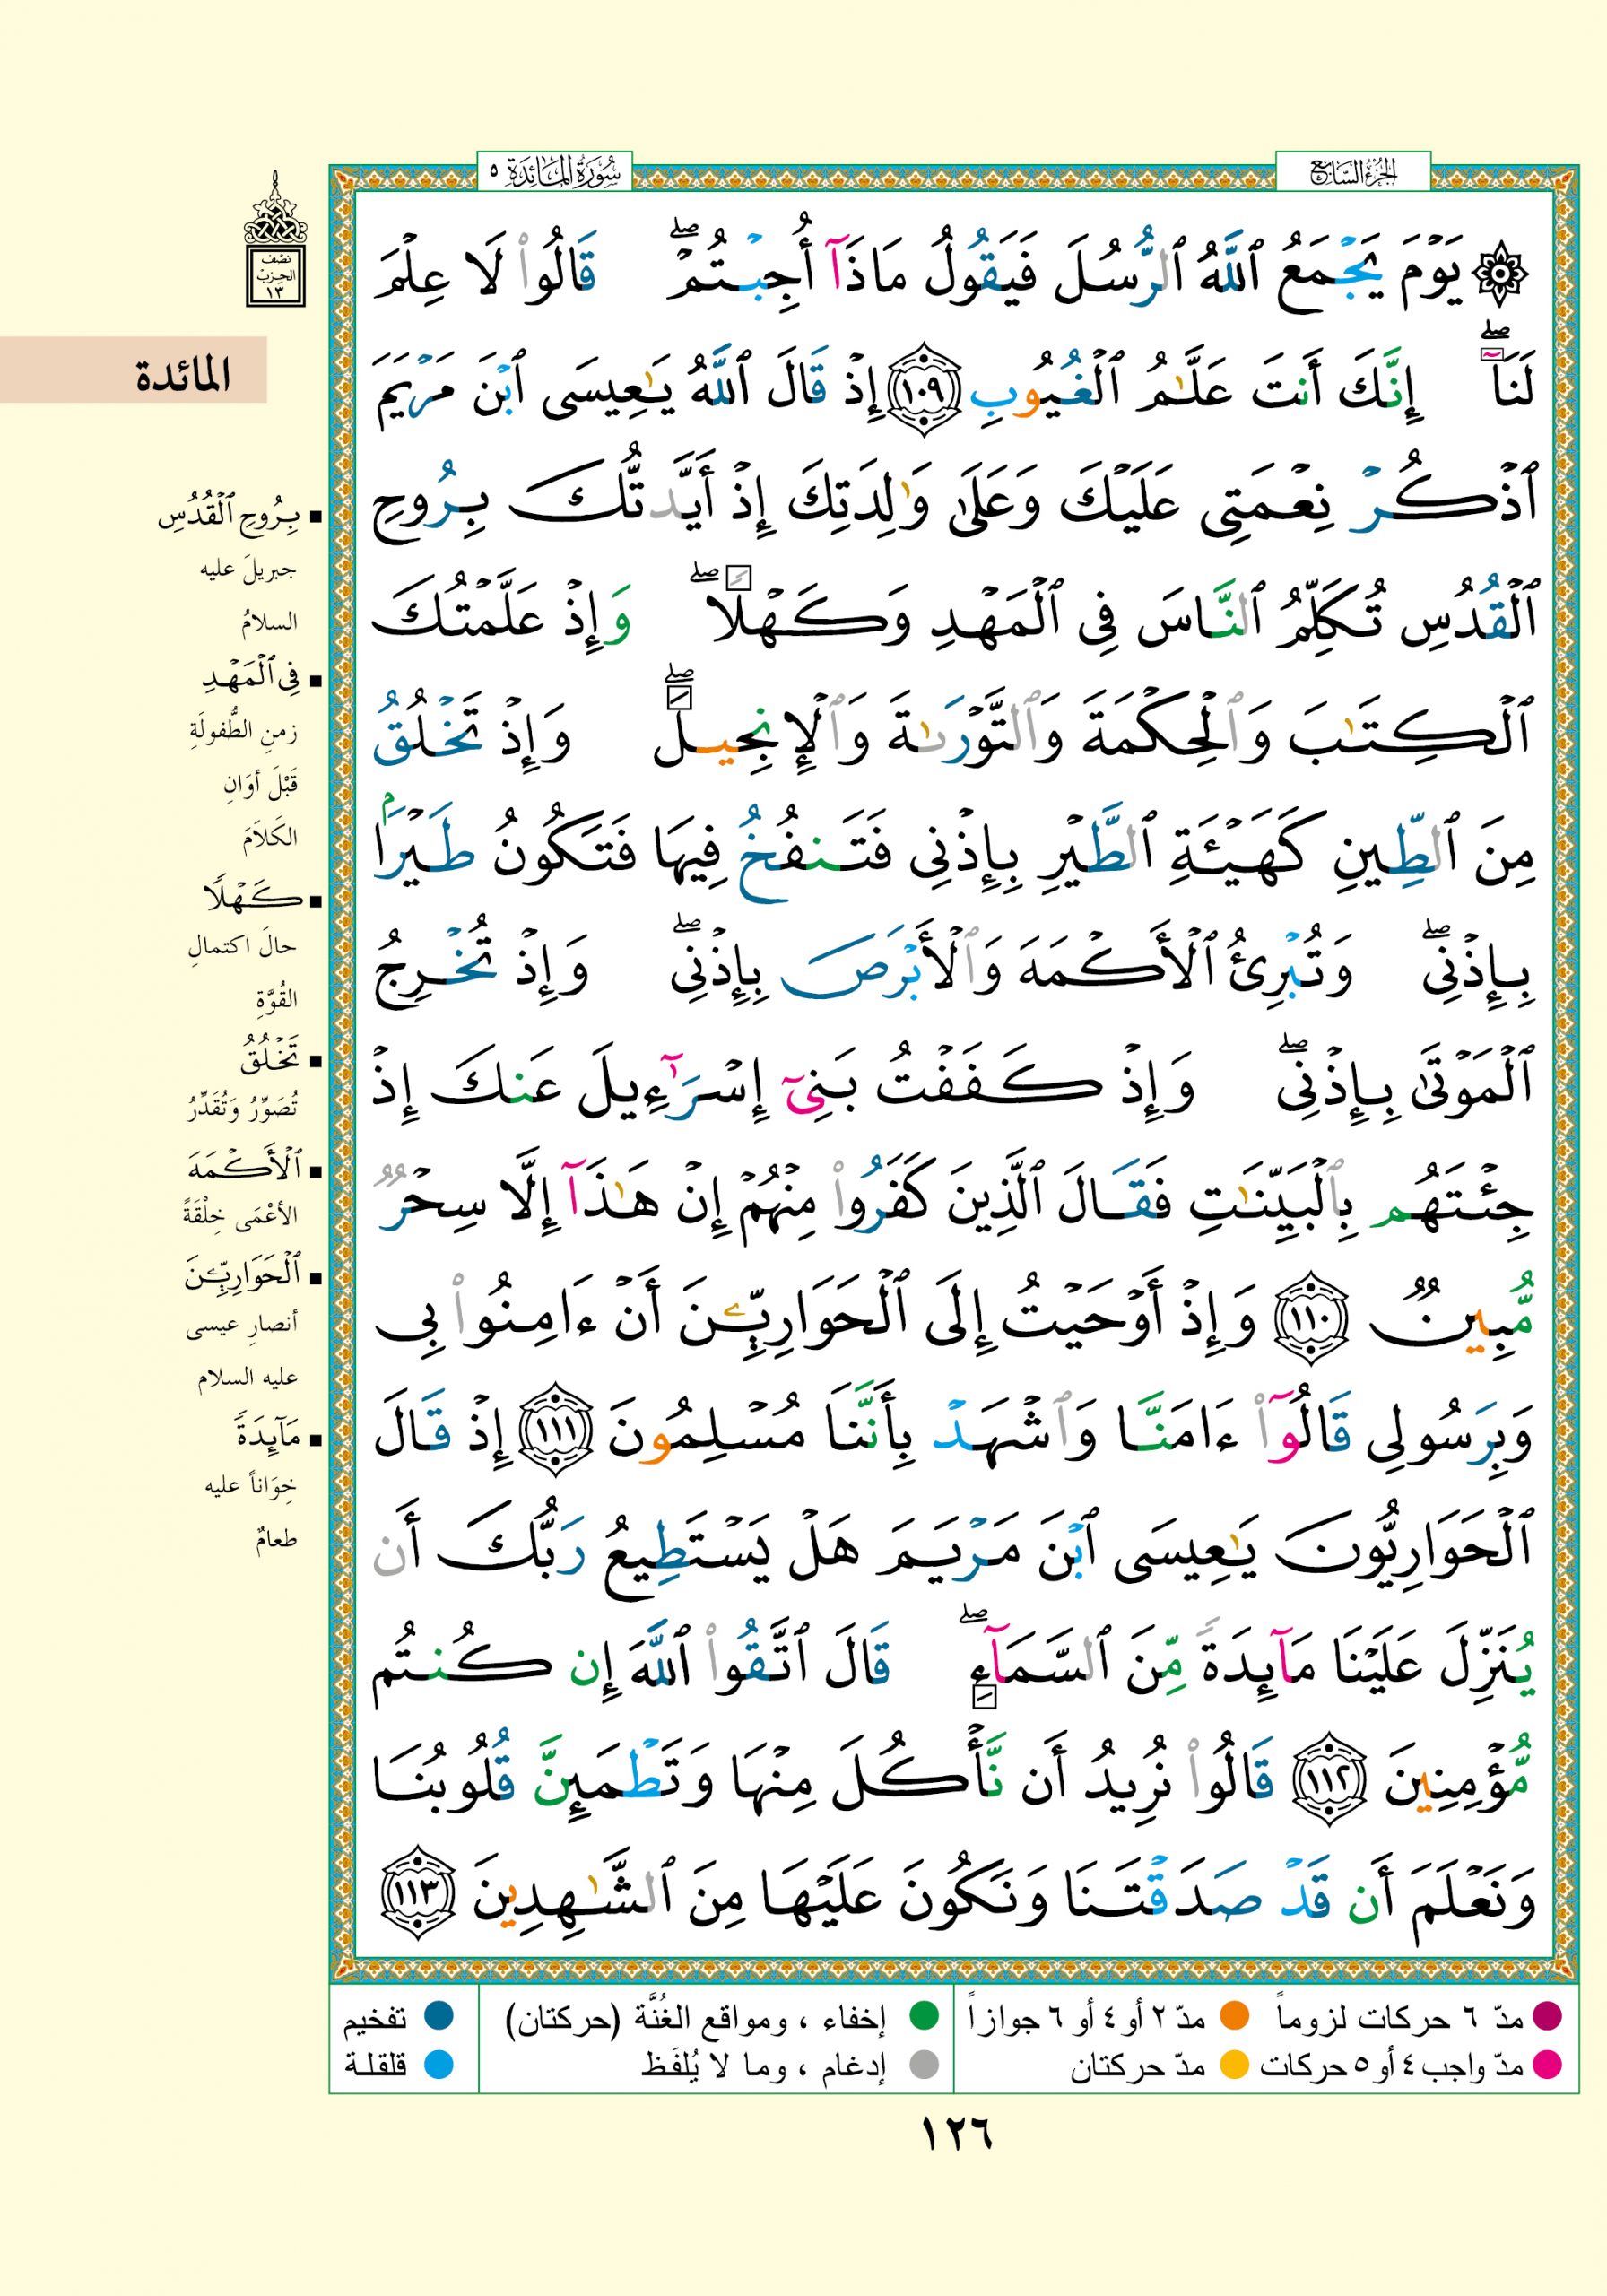 الجزء السابع
سورة المائدة ٥
نصف
الحزب
١٣
المائدة
۞ يَوْمَ يَجْمَعُ ٱللَّهُ ٱلرُّسُلَ فَيَقُولُ مَاذَآ أُجِبْتُمْ ۖ قَالُوا۟ لَا عِلْمَ
لَنَآ ۖ إِنَّكَ أَنتَ عَلَّـٰمُ ٱلْغُيُوبِ ١٠٩ إِذْ قَالَ ٱللَّهُ يَـٰعِيسَى ٱبْنَ مَرْيَمَ
ٱذْكُرْ نِعْمَتِى عَلَيْكَ وَعَلَىٰ وَٰلِدَتِكَ إِذْ أَيَّدتُّكَ بِرُوحِ
ٱلْقُدُسِ تُكَلِّمُ ٱلنَّاسَ فِى ٱلْمَهْدِ وَكَهْلًا ۖ وَإِذْ عَلَّمْتُكَ
ٱلْكِتَـٰبَ وَٱلْحِكْمَةَ وَٱلتَّوْرَىٰةَ وَٱلْإِنجِيلَ ۖ وَإِذْ تَخْلُقُ
مِنَ ٱلطِّينِ كَهَيْـَٔةِ ٱلطَّيْرِ بِإِذْنِى فَتَنفُخُ فِيهَا فَتَكُونُ طَيْرًۢا
بِإِذْنِى ۖ وَتُبْرِئُ ٱلْأَكْمَهَ وَٱلْأَبْرَصَ بِإِذْنِى ۖ وَإِذْ تُخْرِجُ
ٱلْمَوْتَىٰ بِإِذْنِى ۖ وَإِذْ كَفَفْتُ بَنِىٓ إِسْرَٰٓءِيلَ عَنكَ إِذْ
جِئْتَهُم بِٱلْبَيِّنَـٰتِ فَقَالَ ٱلَّذِينَ كَفَرُوا۟ مِنْهُمْ إِنْ هَـٰذَآ إِلَّا سِحْرٌ
مُّبِينٌ ١١٠ وَإِذْ أَوْحَيْتُ إِلَى ٱلْحَوَارِيِّـۧنَ أَنْ ءَامِنُوا۟ بِى
وَبِرَسُولِى قَالُوٓا۟ ءَامَنَّا وَٱشْهَدْ بِأَنَّنَا مُسْلِمُونَ ١١١ إِذْ قَالَ
ٱلْحَوَارِيُّونَ يَـٰعِيسَى ٱبْنَ مَرْيَمَ هَلْ يَسْتَطِيعُ رَبُّكَ أَن
يُنَزِّلَ عَلَيْنَا مَآئِدَةً مِّنَ ٱلسَّمَآءِ ۖ قَالَ ٱتَّقُوا۟ ٱللَّهَ إِن كُنتُم
مُّؤْمِنِينَ ١١٢ قَالُوا۟ نُرِيدُ أَن نَّأْكُلَ مِنْهَا وَتَطْمَئِنَّ قُلُوبُنَا
وَنَعْلَمَ أَن قَدْ صَدَقْتَنَا وَنَكُونَ عَلَيْهَا مِنَ ٱلشَّـٰهِدِينَ ١١٣
بِرُوحِ ٱلْقُدُسِ
جبريلَ عليه
السلامُ
فِى ٱلْمَهْدِ
زمنِ الطُّفولَةِ
قَبْلَ أوَانِ
الكَلاَمِ
كَهْلًا
حالَ اكتمالِ
القُوَّةِ
تَخْلُقُ
تُصَوِّرُ وَتُقَدِّرُ
ٱلْأَكْمَهَ
الأعْمَى خِلْقَةً
ٱلْحَوَارِيِّـۧنَ
أنصارِ عيسى
عليه السلام
مَآئِدَةً
خِوَاناً عليه
طعامٌ
مدّ ٦ حركات لزوماً
مدّ ٢ أو ٤ أو ٦ جوازاً
مدّ واجب ٤ أو ٥ حركات
مدّ حركتان
إخفاء ، ومواقع الغُنَّة (حركتان)
إدغام ، وما لا يُلفَظ
تفخيم
قلقلة
١٢٦